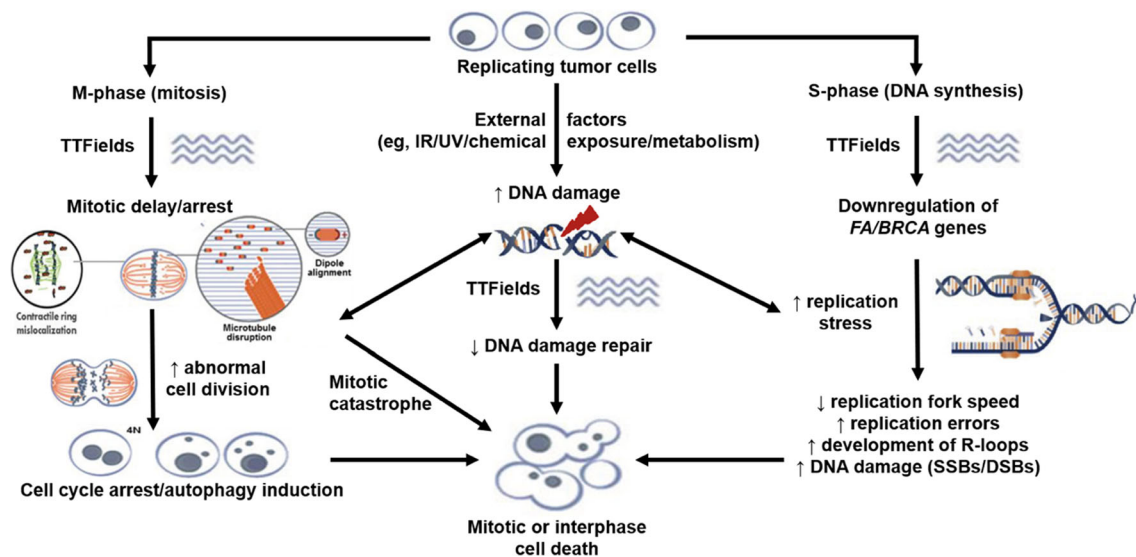 Replicating tumor cells
M-phase (mitosis)
TTFields
Mitotic delay/arrest
Contractile ring
mislocalization
Dipole
alignment
- +
Microtubule
disruption
↑ abnormal
cell division
4N
Cell cycle arrest/autophagy induction
External factors
(eg, IR/UV/chemical exposure/metabolism)
↑ DNA damage
TTFields
↓ DNA damage repair
Mitotic
catastrophe
Mitotic or interphase
cell death
S-phase (DNA synthesis)
TTFields
Downregulation of
FA/BRCA genes
↑ replication
stress
↓ replication fork speed
↑ replication errors
↑ development of R-loops
↑ DNA damage (SSBs/DSBs)